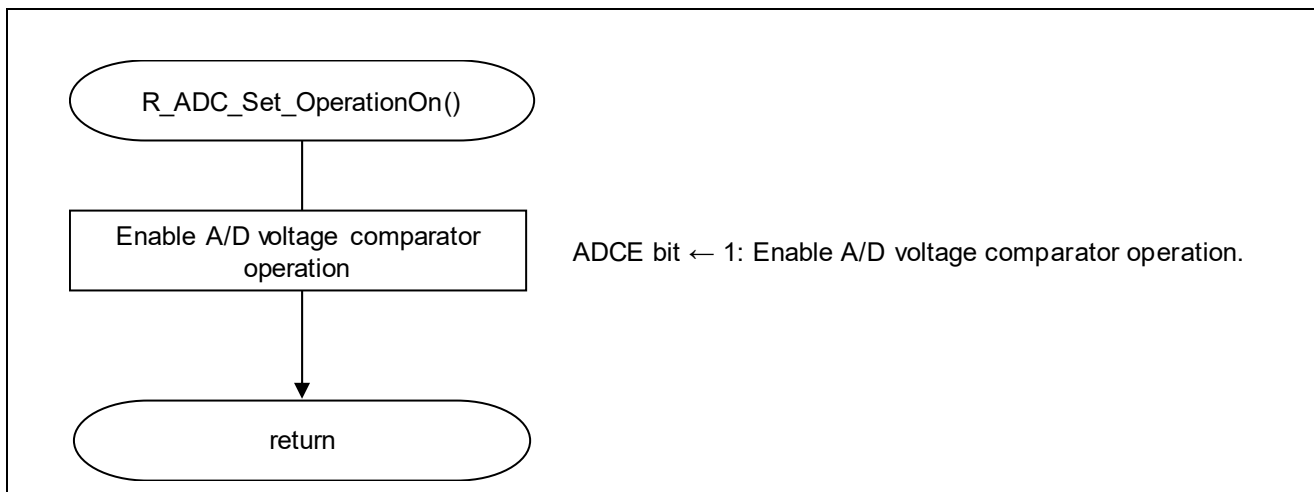 R_ADC_Set_OperationOn()
Enable A/D voltage comparator
operation
ADCE bit ← 1: Enable A/D voltage comparator operation.
return